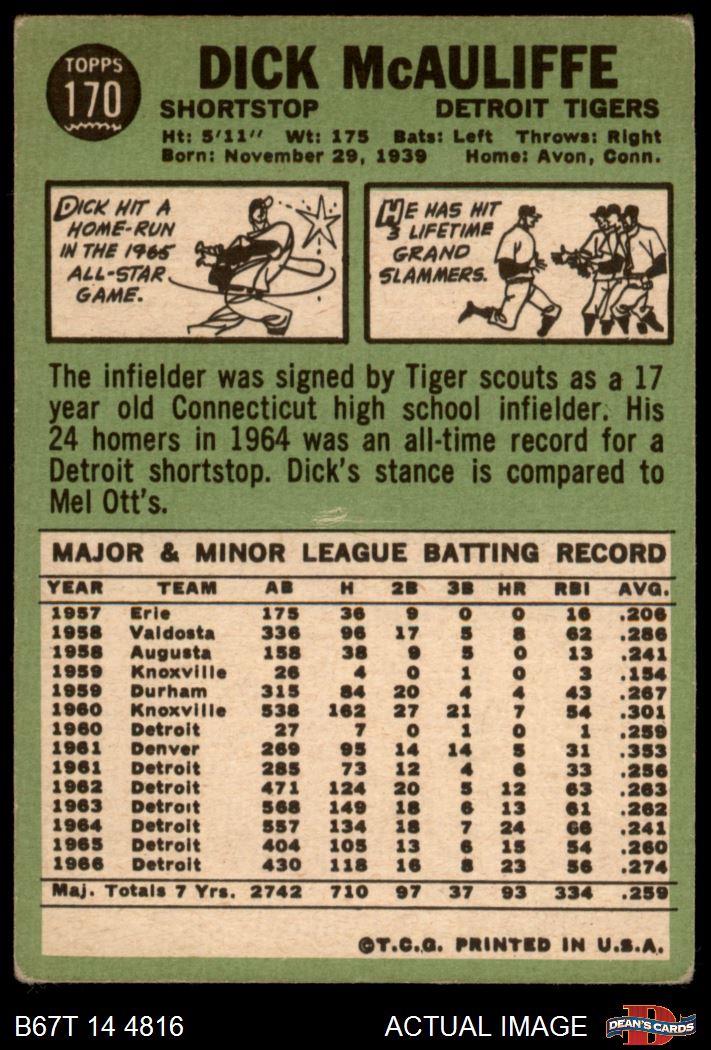 TOPPS
170
DICK McAULIFFE
SHORTSTOP DETROIT TIGERS
Ht: 5'11" Wt: 175 Bats: Left Throws: Right
Born: November 29, 1939 Home: Avon, Conn.
DICK HIT A
HOME-RUN
IN THE 1965
ALL-STAR
GAME.
HE HAS HIT
3 LIFETIME
GRAND
SLAMMERS.
The infielder was signed by Tiger scouts as a 17
year old Connecticut high school infielder. His
24 homers in 1964 was an all-time record for a
Detroit shortstop. Dick's stance is compared to
Mel Ott's.
MAJOR & MINOR LEAGUE BATTING RECORD
YEAR TEAM AB H 2B 3B HR RBI AVG.
1957 Erie 175 36 9 0 0 16 .206
1958 Valdosta 336 96 17 5 8 62 .286
1958 Augusta 158 38 9 5 0 13 .241
1959 Knoxville 26 4 0 1 0 3 .154
1959 Durham 315 84 20 4 4 43 .267
1960 Knoxville 538 162 27 21 7 54 .301
1960 Detroit 27 7 0 1 0 1 .259
1961 Denver 269 95 14 14 5 31 .353
1961 Detroit 285 73 12 4 6 33 .256
1962 Detroit 471 124 20 5 12 63 .263
1963 Detroit 568 149 18 6 13 61 .262
1964 Detroit 557 134 18 7 24 66 .241
1965 Detroit 404 105 13 6 15 54 .260
1966 Detroit 430 118 16 8 23 56 .274
Maj. Totals 7 Yrs. 2742 710 97 37 93 334 .259
©T.C.G. PRINTED IN U.S.A.
B67T 14 4816 ACTUAL IMAGE
D
DEAN'S CARDS